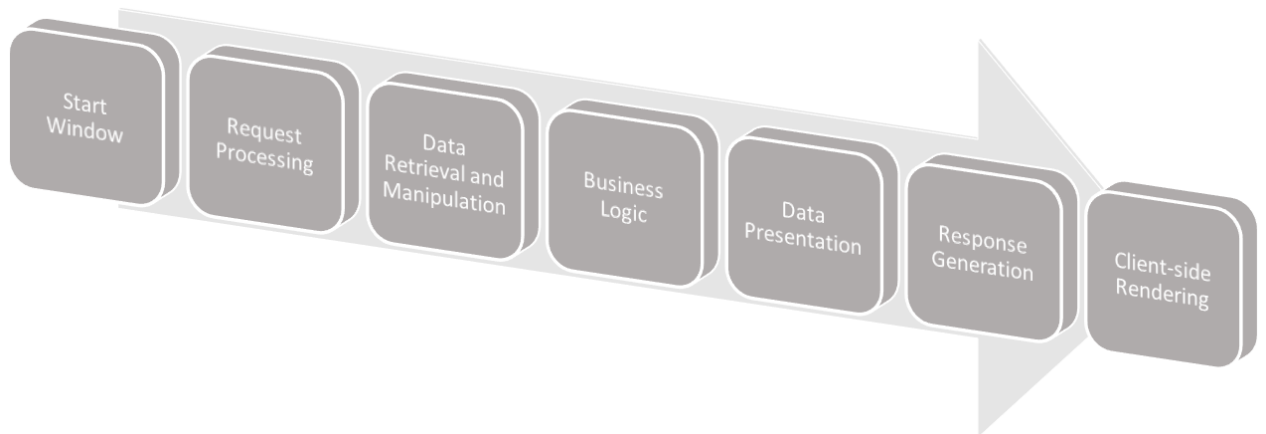 Start
Window
Request
Processing
Data
Retrieval and
Manipulation
Business
Logic
Data
Presentation
Response
Generation
Client-side
Rendering